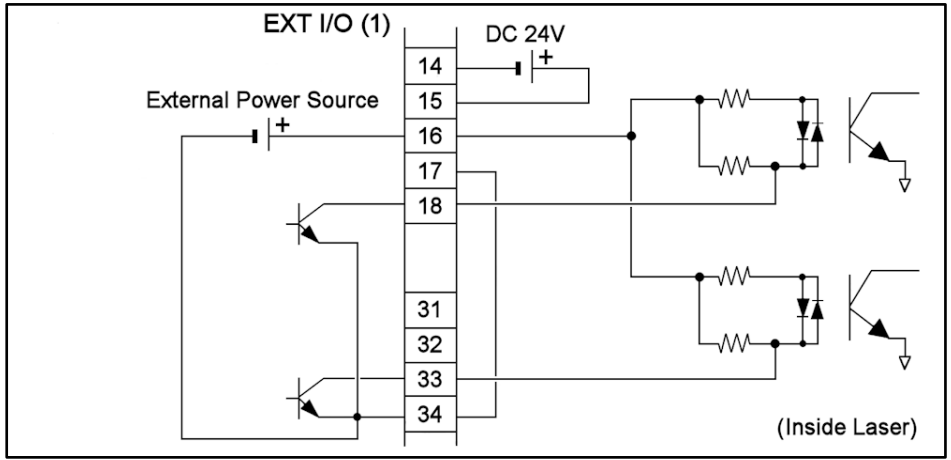 EXT I/O (1)
DC 24V
+
14
External Power Source
15
+
16
17
18
31
32
33
34
(Inside Laser)